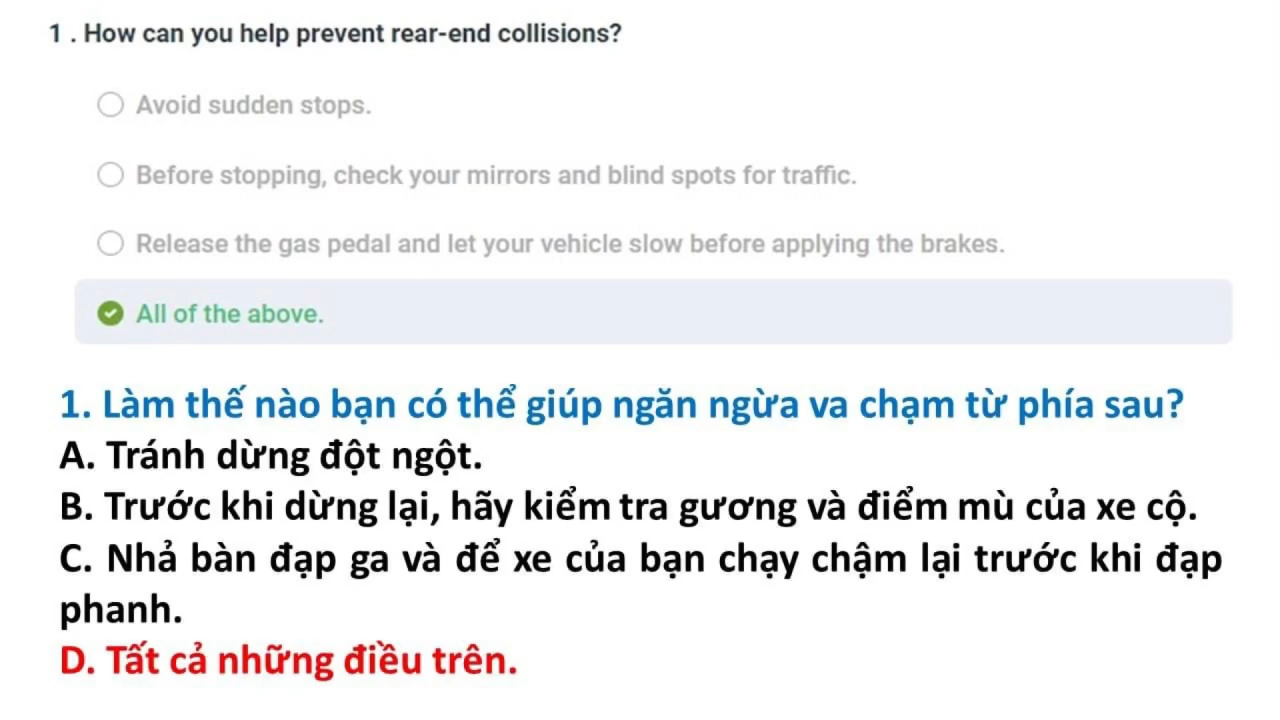 1 . How can you help prevent rear-end collisions?
Avoid sudden stops.
Before stopping, check your mirrors and blind spots for traffic.
Release the gas pedal and let your vehicle slow before applying the brakes.
All of the above.
1. Làm thế nào bạn có thể giúp ngăn ngừa va chạm từ phía sau?
A. Tránh dừng đột ngột.
B. Trước khi dừng lại, hãy kiểm tra gương và điểm mù của xe cộ.
C. Nhả bàn đạp ga và để xe của bạn chạy chậm lại trước khi đạp
phanh.
D. Tất cả những điều trên.